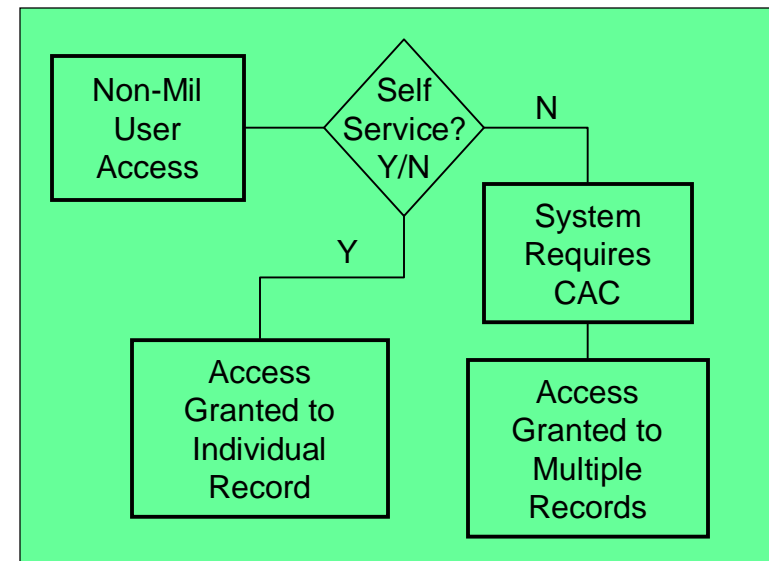 Non-Mil
User
Access
Self
Service?
Y/N
N
Y
System
Requires
CAC
Access
Granted to
Individual
Record
Access
Granted to
Multiple
Records